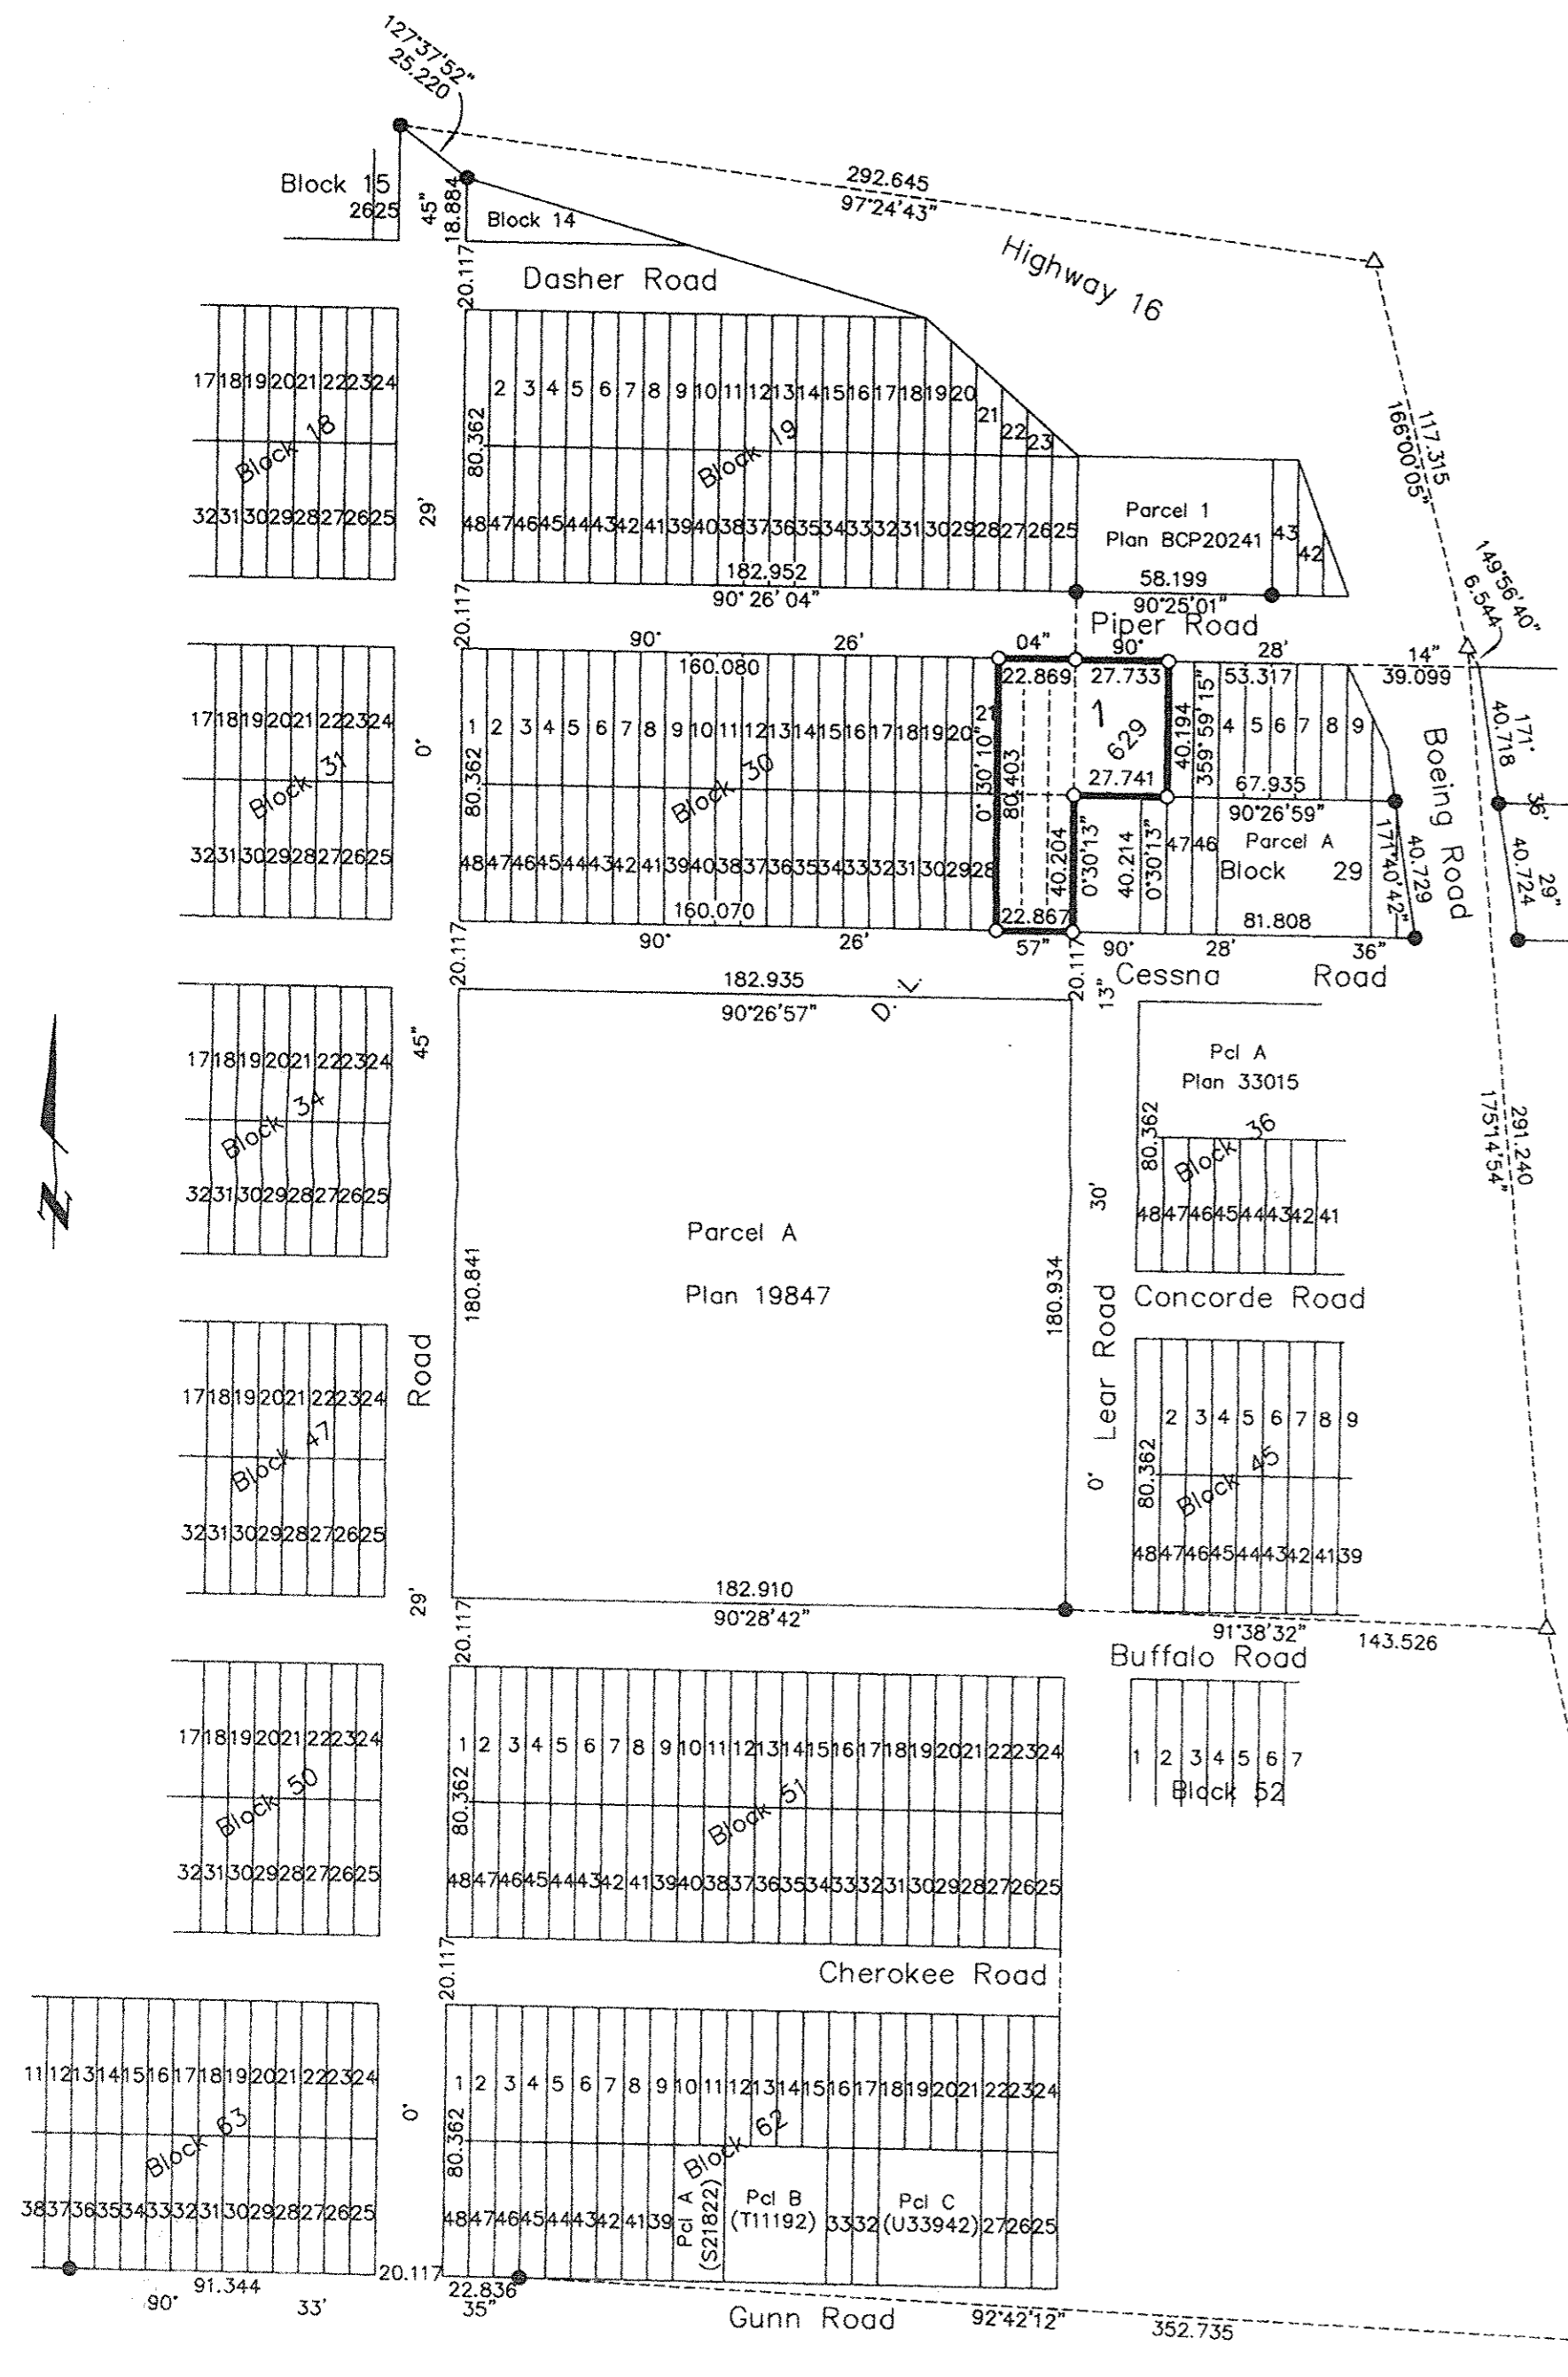 127°37'52"
25.220
Block 15
26 25
45"
18.884
Block 14
292.645
97°24'43"
Highway 16
20.117
Dasher Road
17 18 19 20 21 22 23 24
Block 18
32 31 30 29 28 27 26 25
29'
80.362
2 3 4 5 6 7 8 9 10 11 12 13 14 15 16 17 18 19 20
21
22
23
Block 19
48 47 46 45 44 43 42 41 39 40 38 37 36 35 34 33 32 31 30 29 28 27 26 25
Parcel 1
Plan BCP20241
43
42
117.315
166°00'05"
149°56'40"
6.544
182.952
90° 26' 04"
58.199
90°25'01"
Piper Road
20.117
90° 26' 04" 90° 28' 14"
160.080
22.869
27.733
53.317
39.099
17 18 19 20 21 22 23 24
Block 31
32 31 30 29 28 27 26 25
0°
80.362
1 2 3 4 5 6 7 8 9 10 11 12 13 14 15 16 17 18 19 20 21
Block 30
48 47 46 45 44 43 42 41 39 40 38 37 36 35 34 33 32 31 30 29 28
0° 30' 10"
80.403
1
629
27.741
40.194
359° 59' 15"
4 5 6 7 8 9
67.935
90°26'59"
40.204
0°30'13"
40.214
0°30'13"
47 46
Parcel A
Block 29
171°40'42"
40.729
Boeing Road
171°
40.718
36'
40.724
29"
160.070
22.867
81.808
90° 26' 57" 90° 28' 36"
20.117
20.117
Cessna Road
182.935
90°26'57"
D. L.
13"
17 18 19 20 21 22 23 24
Block 34
32 31 30 29 28 27 26 25
45"
Pcl A
Plan 33015
80.362
Block 36
48 47 46 45 44 43 42 41
30'
291.240
175°14'54"
Parcel A
Plan 19847
180.841
180.934
Concorde Road
Lear Road
Road
17 18 19 20 21 22 23 24
Block 47
32 31 30 29 28 27 26 25
0°
80.362
2 3 4 5 6 7 8 9
Block 45
48 47 46 45 44 43 42 41 39
29'
182.910
90°28'42"
91°38'32"
143.526
20.117
Buffalo Road
17 18 19 20 21 22 23 24
Block 50
32 31 30 29 28 27 26 25
80.362
1 2 3 4 5 6 7 8 9 10 11 12 13 14 15 16 17 18 19 20 21 22 23 24
Block 51
48 47 46 45 44 43 42 41 39 40 38 37 36 35 34 33 32 31 30 29 28 27 26 25
1 2 3 4 5 6 7
Block 52
20.117
Cherokee Road
11 12 13 14 15 16 17 18 19 20 21 22 23 24
Block 63
38 37 36 35 34 33 32 31 30 29 28 27 26 25
0°
80.362
1 2 3 4 5 6 7 8 9 10 11 12 13 14 15 16 17 18 19 20 21 22 23 24
Block 62
48 47 46 45 44 43 42 41 39
Pcl A
(S21822)
Pcl B
(T11192)
33 32
Pcl C
(U33942)
27 26 25
20.117
91.344
22.836
90° 33' 35"
Gunn Road
92°42'12"
352.735
N